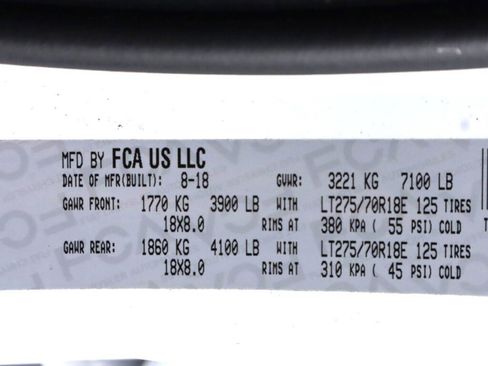 MFD BY FCA US LLC
DATE OF MFR(BUILT): 8-18 GVWR: 3221 KG 7100 LB
GAWR FRONT: 1770 KG 3900 LB WITH LT275/70R18E 125 TIRES
18X8.0 RIMS AT 380 KPA ( 55 PSI) COLD
GAWR REAR: 1860 KG 4100 LB WITH LT275/70R18E 125 TIRES
18X8.0 RIMS AT 310 KPA ( 45 PSI) COLD